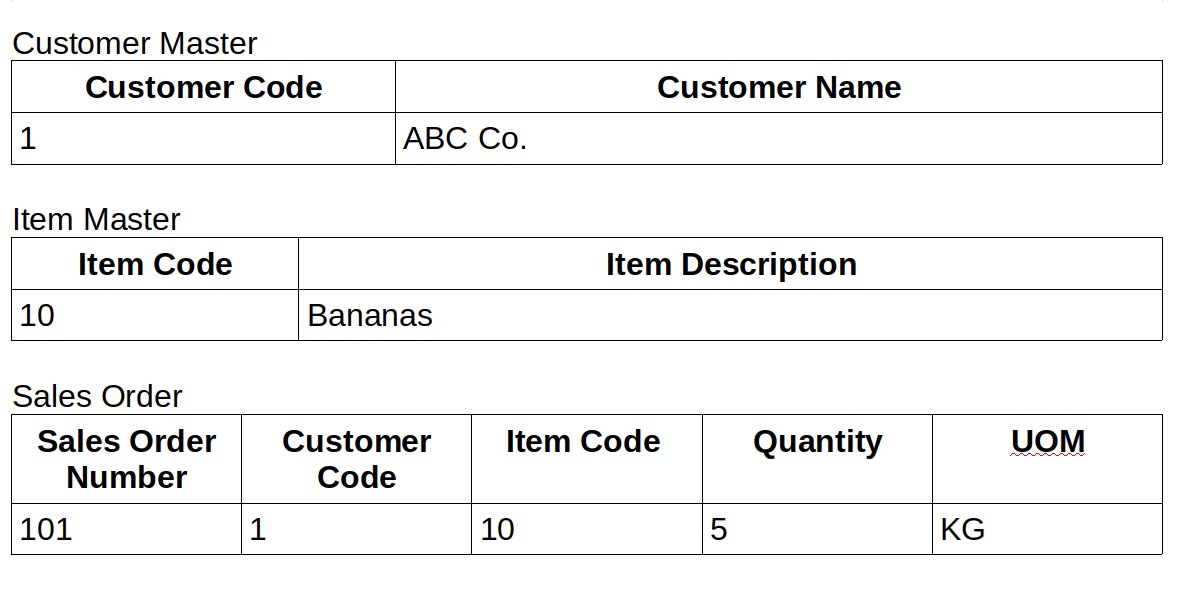 Customer Master
Customer Code Customer Name
1 ABC Co.
Item Master
Item Code Item Description
10 Bananas
Sales Order
Sales Order Number Customer Code Item Code Quantity UOM
101 1 10 5 KG